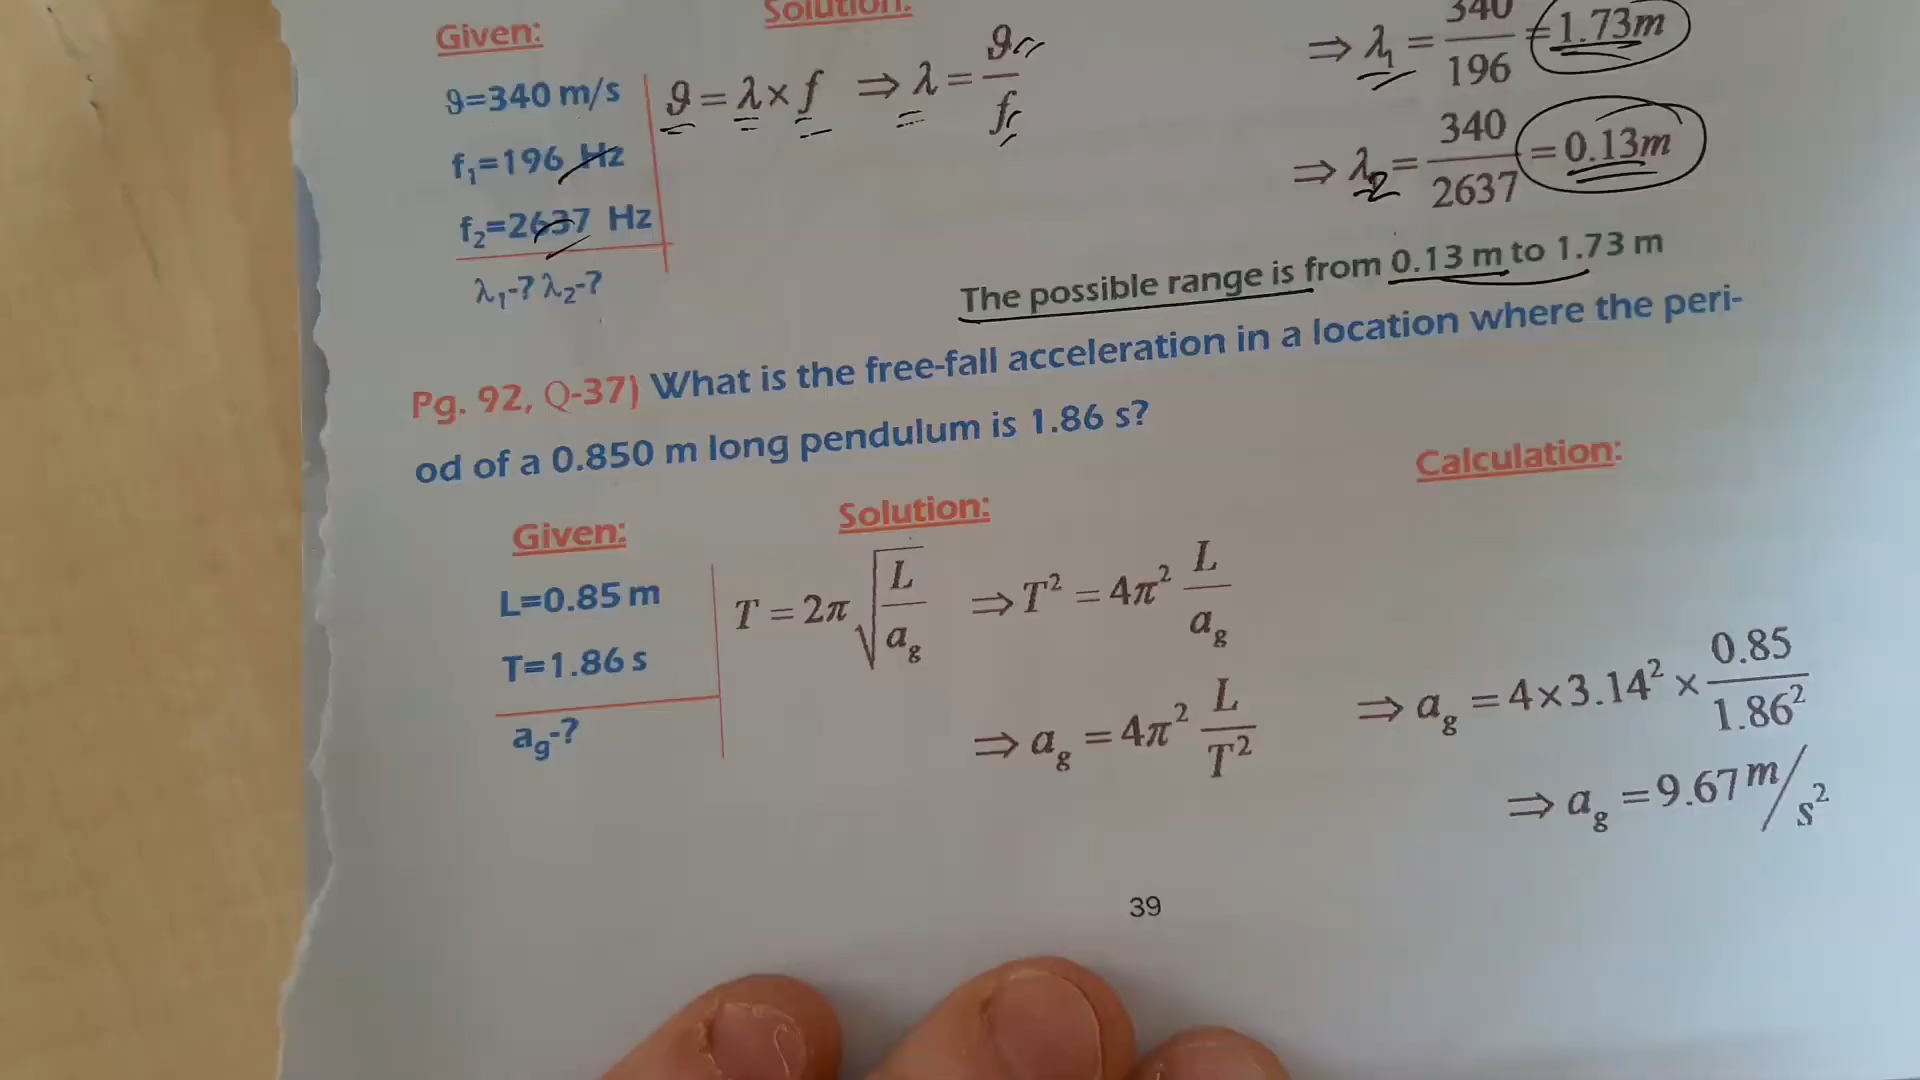 Given:
Solution:
ϑ=340 m/s
f₁=196 Hz
f₂=2637 Hz
λ₁-? λ₂-?
ϑ = λ × f ⇒ λ = ϑ/f
⇒ λ₁ = 340/196 = 1.73m
⇒ λ₂ = 340/2637 = 0.13m
The possible range is from 0.13 m to 1.73 m
Pg. 92, Q-37) What is the free-fall acceleration in a location where the peri-
od of a 0.850 m long pendulum is 1.86 s?
Given:
Solution:
Calculation:
L=0.85 m
T=1.86 s
a_g-?
T = 2π √(L/a_g) ⇒ T² = 4π² L/a_g
⇒ a_g = 4π² L/T²
⇒ a_g = 4×3.14² × 0.85/1.86²
⇒ a_g = 9.67 m/s²
39